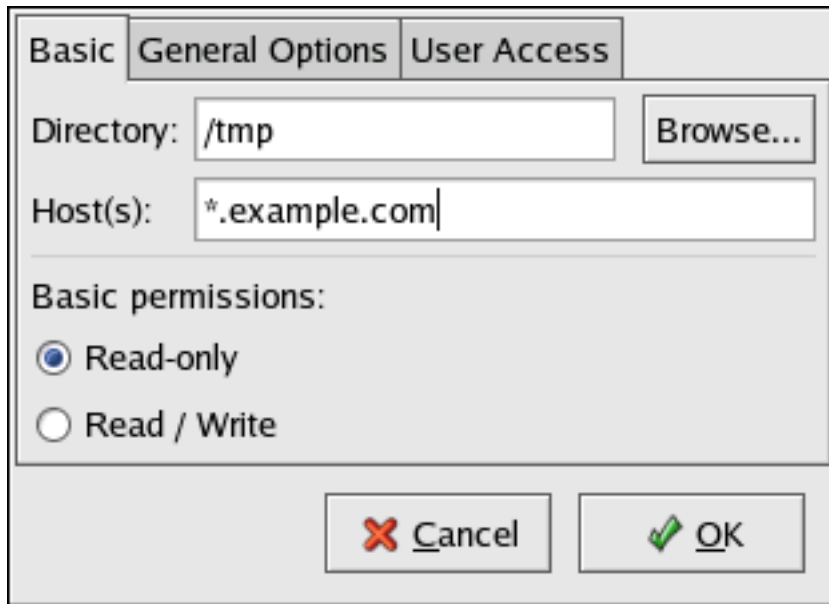 Basic General Options User Access
Directory: /tmp Browse...
Host(s): *.example.com
Basic permissions:
Read-only
Read / Write
Cancel OK